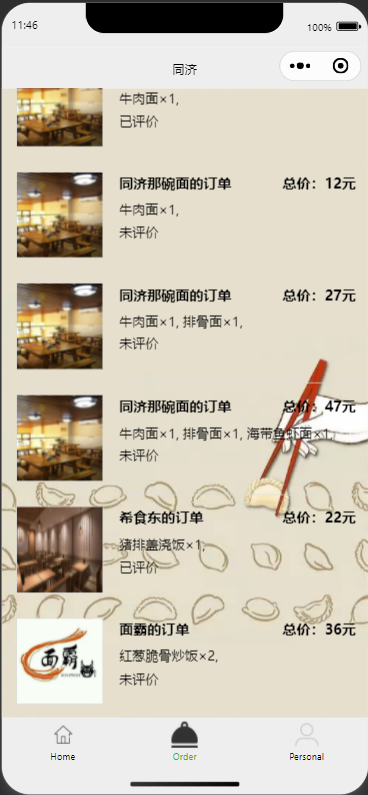 11:46
100%
同济
牛肉面×1,
已评价
同济那碗面的订单 总价：12元
牛肉面×1,
未评价
同济那碗面的订单 总价：27元
牛肉面×1, 排骨面×1,
未评价
同济那碗面的订单 总价：47元
牛肉面×1, 排骨面×1, 海带鱼虾面×1,
未评价
希食东的订单 总价：22元
猪排盖浇饭×1,
已评价
面霸的订单 总价：36元
面霸
红葱脆骨炒饭×2,
未评价
Home Order Personal